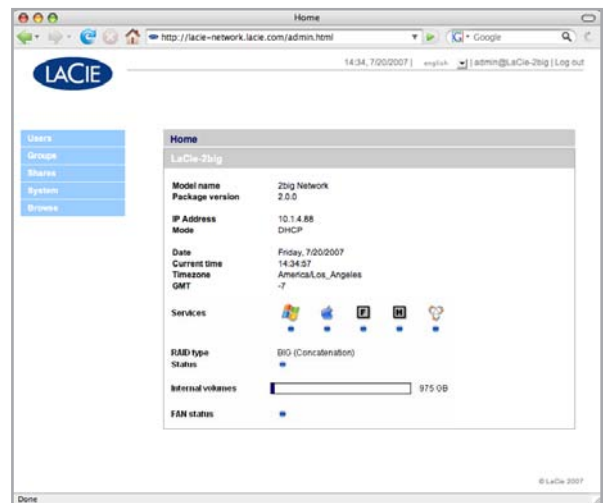 Home
http://lacie-network.lacie.com/admin.html
G Google
LACIE
14:34, 7/20/2007 | english | admin@LaCie-2big | Log out
Users
Groups
Shares
System
Browse
Home
LaCie-2big
Model name 2big Network
Package version 2.0.0
IP Address 10.1.4.88
Mode DHCP
Date Friday, 7/20/2007
Current time 14:34:57
Timezone America/Los_Angeles
GMT -7
Services F H
RAID type BIG (Concatenation)
Status
Internal volumes 975 GB
FAN status
© LaCie 2007
Done